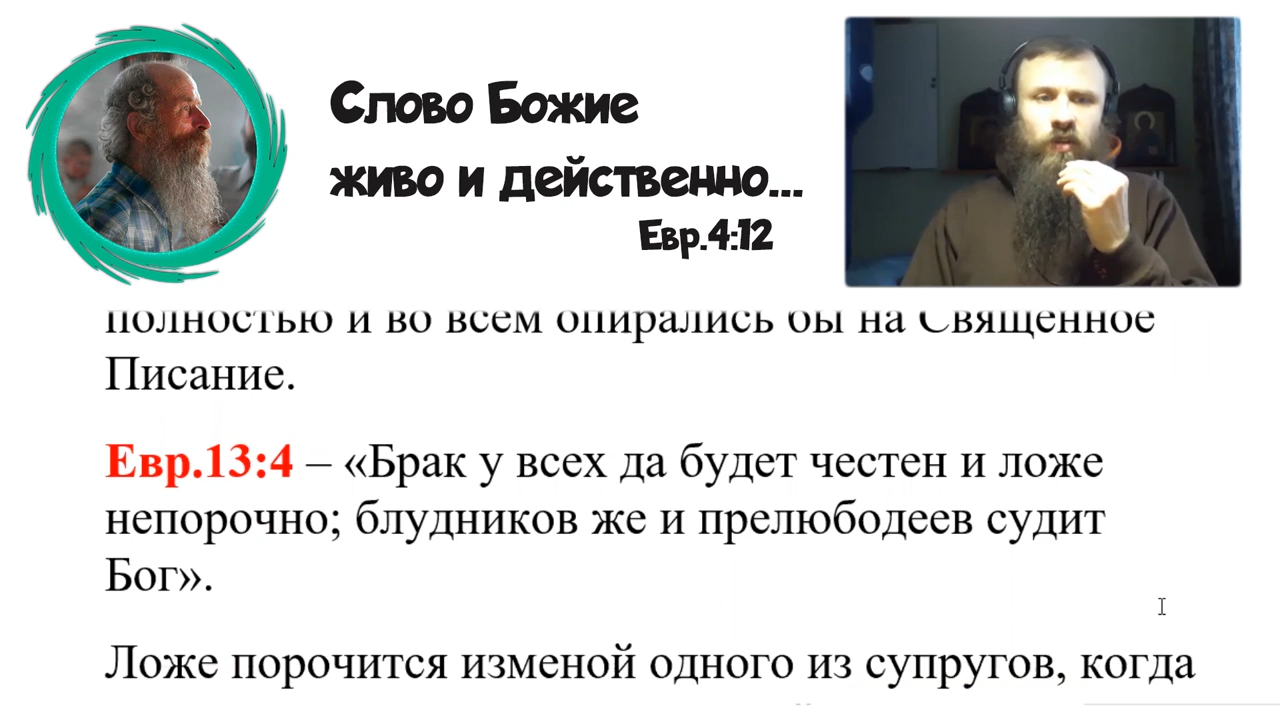 Слово Божие
живо и действенно...
Евр.4:12
полностью и во всем опирались бы на Священное
Писание.
Евр.13:4 – «Брак у всех да будет честен и ложе
непорочно; блудников же и прелюбодеев судит
Бог».
Ложе порочится изменой одного из супругов, когда